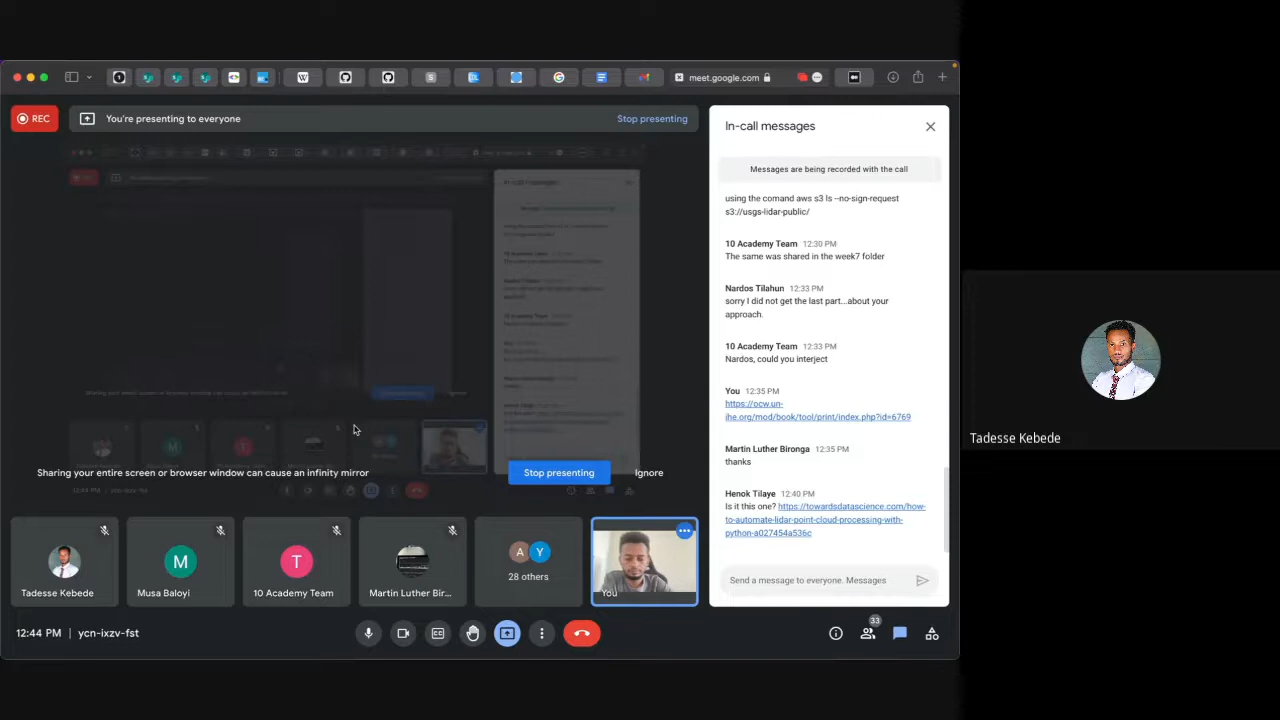 meet.google.com
REC
You're presenting to everyone
Stop presenting
Sharing your entire screen or browser window can cause an infinity mirror
Stop presenting
Ignore
Tadesse Kebede
M
Musa Baloyi
T
10 Academy Team
Martin Luther Bir...
A
Y
28 others
You
12:44 PM | ycn-ixzv-fst
33
In-call messages
Messages are being recorded with the call
using the comand aws s3 ls --no-sign-request
s3://usgs-lidar-public/
10 Academy Team 12:30 PM
The same was shared in the week7 folder
Nardos Tilahun 12:33 PM
sorry I did not get the last part...about your
approach.
10 Academy Team 12:33 PM
Nardos, could you interject
You 12:35 PM
https://ocw.un-
ihe.org/mod/book/tool/print/index.php?id=6769
Martin Luther Bironga 12:35 PM
thanks
Henok Tilaye 12:40 PM
Is it this one? https://towardsdatascience.com/how-
to-automate-lidar-point-cloud-processing-with-
python-a027454a536c
Send a message to everyone. Messages
Tadesse Kebede